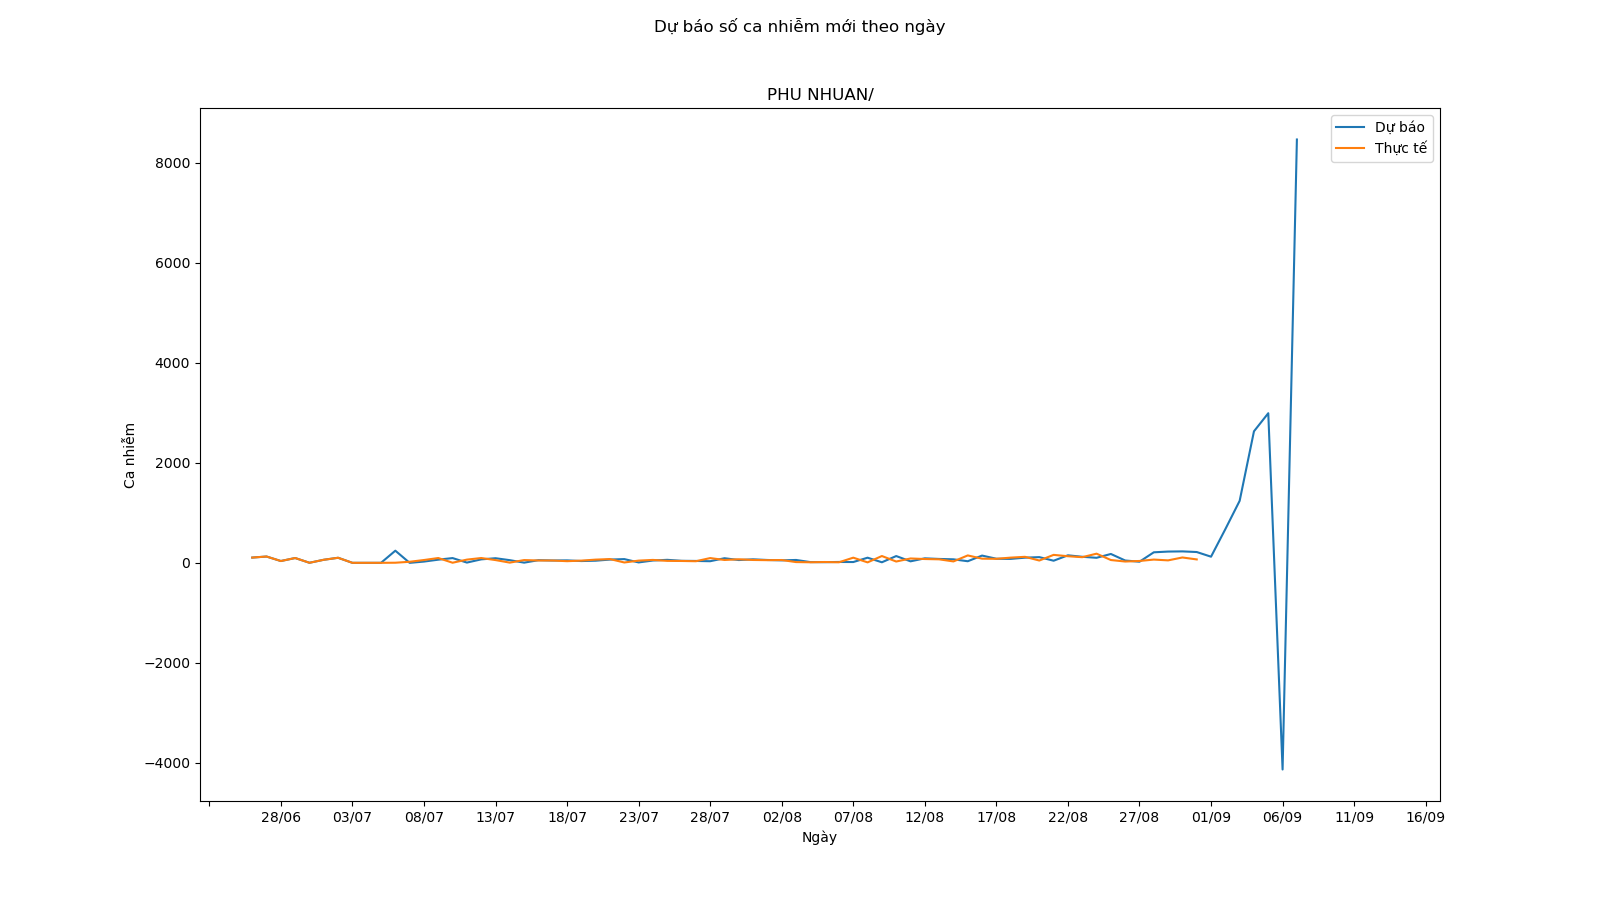 Dự báo số ca nhiễm mới theo ngày
PHU NHUAN/
Dự báo
Thực tế
8000
6000
4000
2000
0
−2000
−4000
Ca nhiễm
28/06 03/07 08/07 13/07 18/07 23/07 28/07 02/08 07/08 12/08 17/08 22/08 27/08 01/09 06/09 11/09 16/09
Ngày